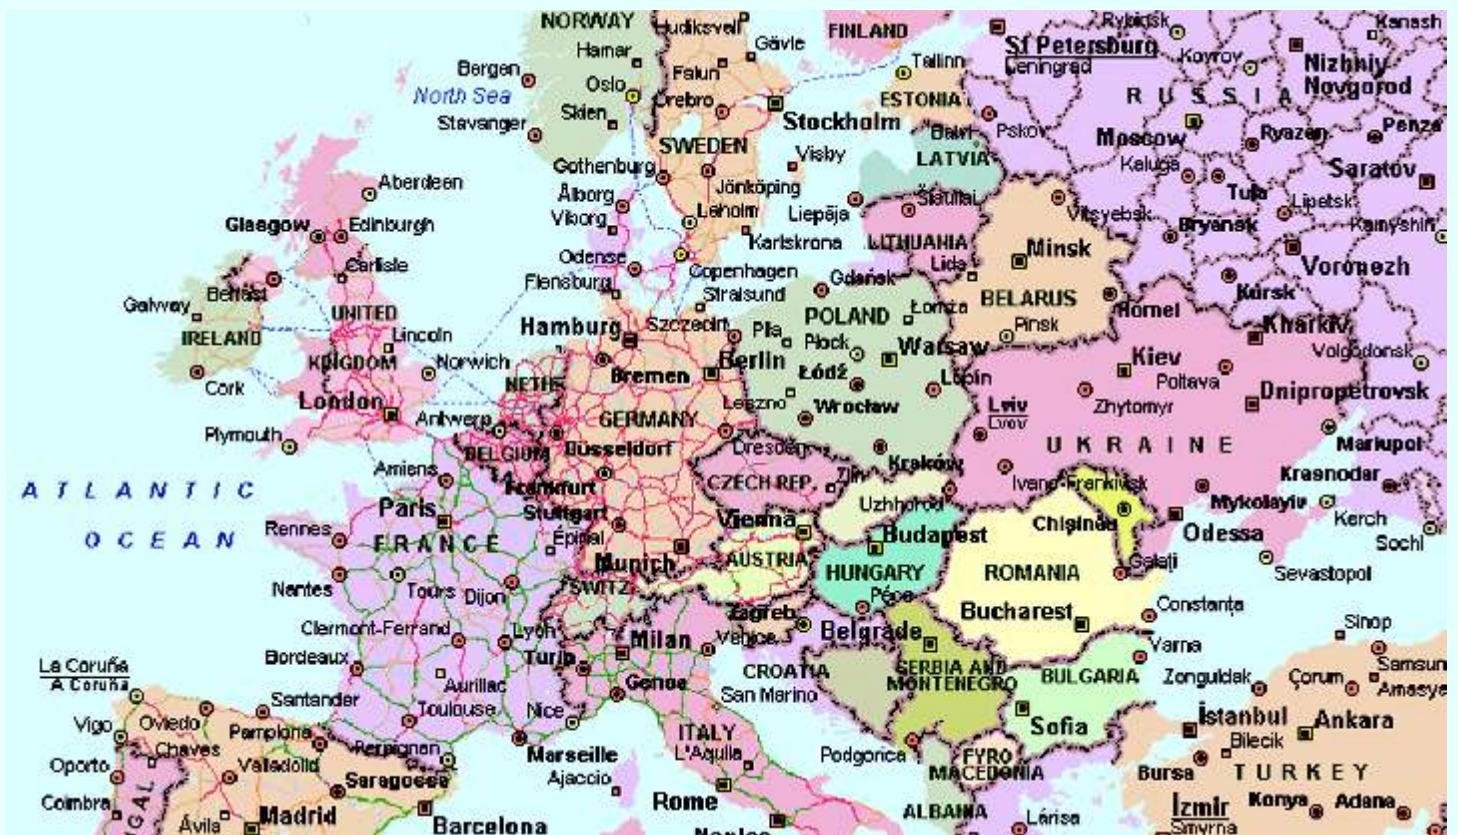 NORWAY
Hudiksvall
Gävle
FINLAND
Rybinsk
Kanash
Hamar
Bergen
Falun
Tallinn
St Petersburg
Leningrad
Kovrov
Nizhniy
Novgorod
North Sea
Oslo
Örebro
ESTONIA
RUSSIA
Stavanger
Skien
Stockholm
Pskov
Moscow
Ryazan
Penza
SWEDEN
Balvi
LATVIA
Visby
Gothenburg
Kaluga
Saratov
Aberdeen
Ålborg
Jönköping
Liepāja
Šiauliai
Vitsyebsk
Tula
Lipetsk
Glasgow
Edinburgh
Viborg
Laholm
Karlskrona
LITHUANIA
Minsk
Bryansk
Kamyshin
Carlisle
Odense
Copenhagen
Lida
Voronezh
Belfast
Flensburg
Stralsund
Gdańsk
BELARUS
Kursk
Galway
UNITED
KINGDOM
POLAND
Łomża
Homel
IRELAND
Lincoln
Hamburg
Szczecin
Piła
Płock
Pinsk
Kharkiv
Norwich
NETHS
Bremen
Berlin
Warsaw
Kiev
Volgodonsk
Cork
Łódź
Poltava
London
Leszno
Wrocław
Zhytomyr
Dnipropetrovsk
Antwerp
GERMANY
Lviv
Lvov
Plymouth
BELGIUM
Düsseldorf
Dresden
UKRAINE
Mariupol
Amiens
Kraków
ATLANTIC
OCEAN
Frankfurt
CZECH REP.
Zlín
Ivano-Frankivsk
Krasnodar
Paris
Stuttgart
Vienna
Uzhhorod
Chişinău
Mykolayiv
Kerch
Rennes
FRANCE
Épinal
Budapest
Odessa
Sochi
Munich
AUSTRIA
HUNGARY
ROMANIA
Galaţi
Sevastopol
Nantes
Tours
Dijon
SWITZ.
Pécs
Bucharest
Constanţa
Clermont-Ferrand
Lyon
Zagreb
Milan
Venice
Belgrade
Varna
Sinop
Bordeaux
Turin
CROATIA
SERBIA AND
MONTENEGRO
BULGARIA
Zonguldak
Çorum
Samsun
Amasya
La Coruña
A Coruña
Aurillac
Genoa
San Marino
Santander
Toulouse
Nice
Sofia
İstanbul
Ankara
Vigo
Oviedo
Pamplona
Perpignan
Marseille
ITALY
L'Aquila
Podgorica
FYRO
MACEDONIA
Bilecik
Chaves
Oporto
Valladolid
Saragossa
Ajaccio
Bursa
TURKEY
Coimbra
Rome
ALBANIA
İzmir
Smyrna
Konya
Adana
Ávila
Madrid
Barcelona
Naples
Lárisa